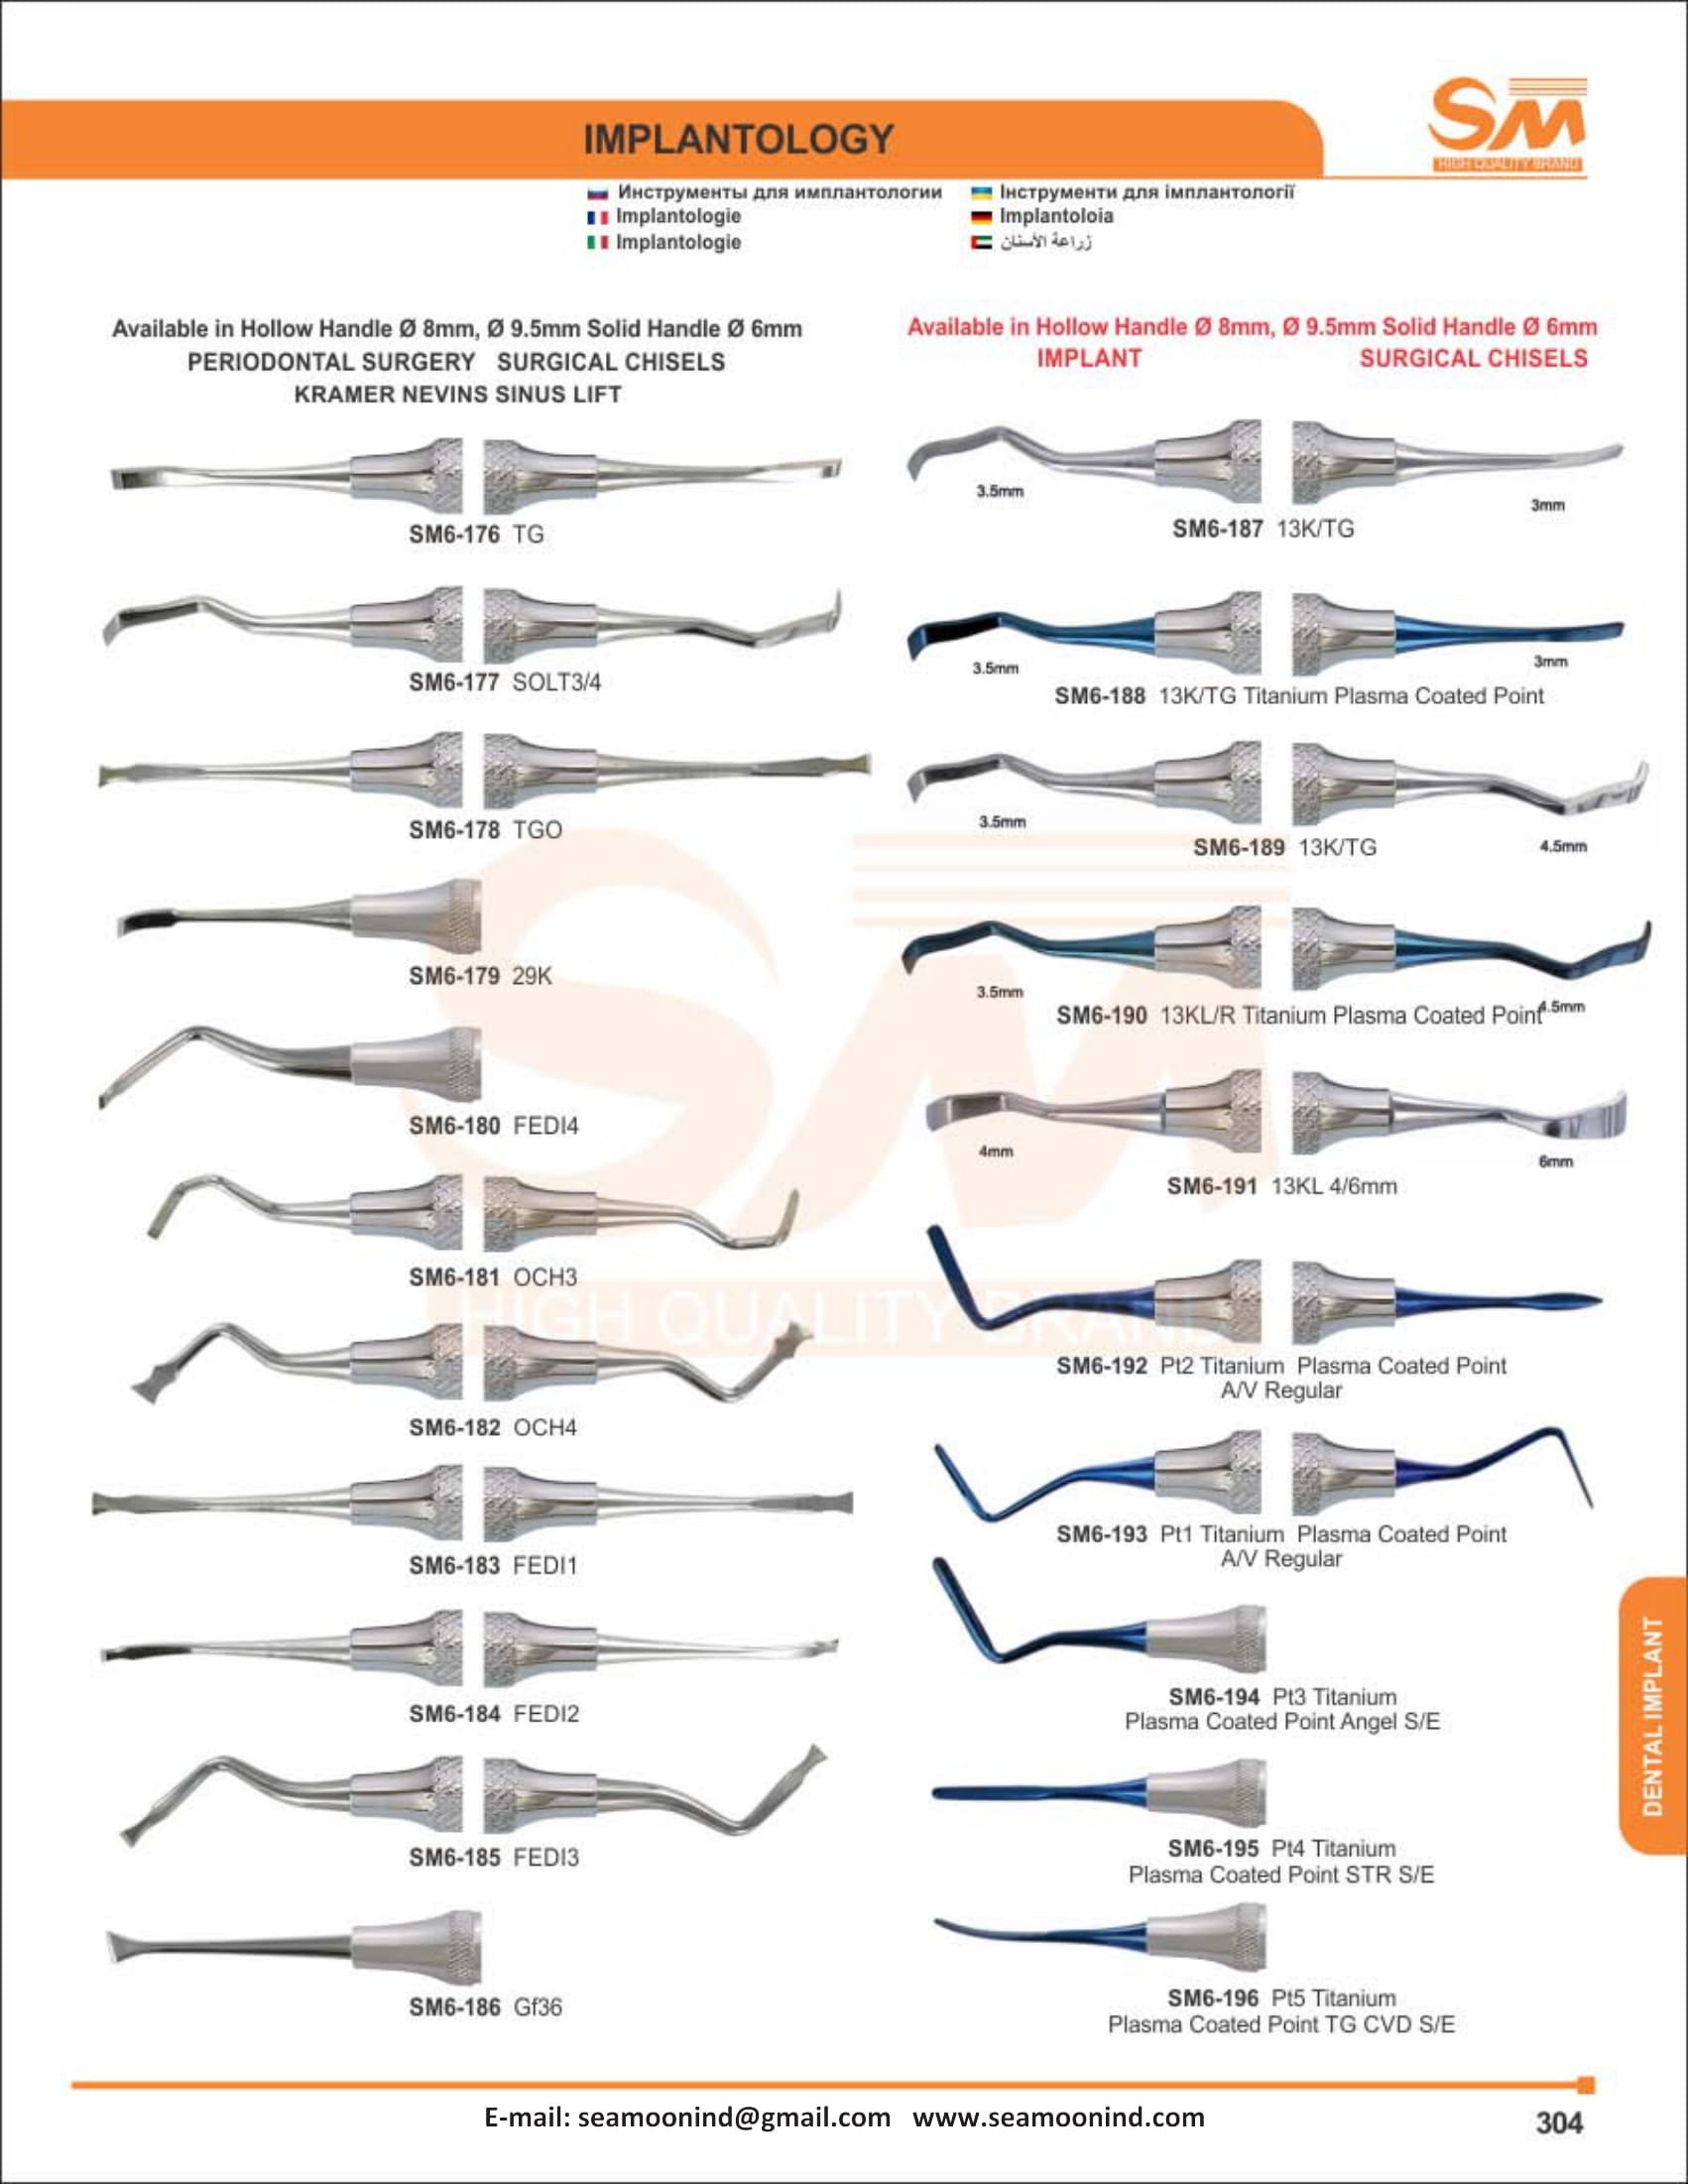 IMPLANTOLOGY
SM
HIGH QUALITY BRAND
Инструменты для имплантологии
Implantologie
Implantologie
Інструменти для імплантології
Implantoloia
زراعة الأسنان
Available in Hollow Handle Ø 8mm, Ø 9.5mm Solid Handle Ø 6mm
PERIODONTAL SURGERY SURGICAL CHISELS
KRAMER NEVINS SINUS LIFT
SM6-176 TG
SM6-177 SOLT3/4
SM6-178 TGO
SM6-179 29K
SM6-180 FEDI4
SM6-181 OCH3
SM6-182 OCH4
SM6-183 FEDI1
SM6-184 FEDI2
SM6-185 FEDI3
SM6-186 Gf36
Available in Hollow Handle Ø 8mm, Ø 9.5mm Solid Handle Ø 6mm
IMPLANT SURGICAL CHISELS
3.5mm
3mm
SM6-187 13K/TG
3.5mm
3mm
SM6-188 13K/TG Titanium Plasma Coated Point
3.5mm
4.5mm
SM6-189 13K/TG
3.5mm
4.5mm
SM6-190 13KL/R Titanium Plasma Coated Point
4mm
6mm
SM6-191 13KL 4/6mm
SM6-192 Pt2 Titanium Plasma Coated Point
A/V Regular
SM6-193 Pt1 Titanium Plasma Coated Point
A/V Regular
SM6-194 Pt3 Titanium
Plasma Coated Point Angel S/E
SM6-195 Pt4 Titanium
Plasma Coated Point STR S/E
SM6-196 Pt5 Titanium
Plasma Coated Point TG CVD S/E
SM
HIGH QUALITY BRAND
DENTAL IMPLANT
E-mail: seamoonind@gmail.com www.seamoonind.com
304